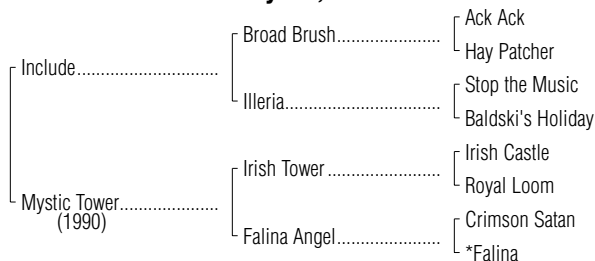 Ack Ack
Broad Brush
Hay Patcher
Include
Stop the Music
Illeria
Baldski's Holiday
Irish Castle
Irish Tower
Royal Loom
Mystic Tower
(1990)
Crimson Satan
Falina Angel
*Falina